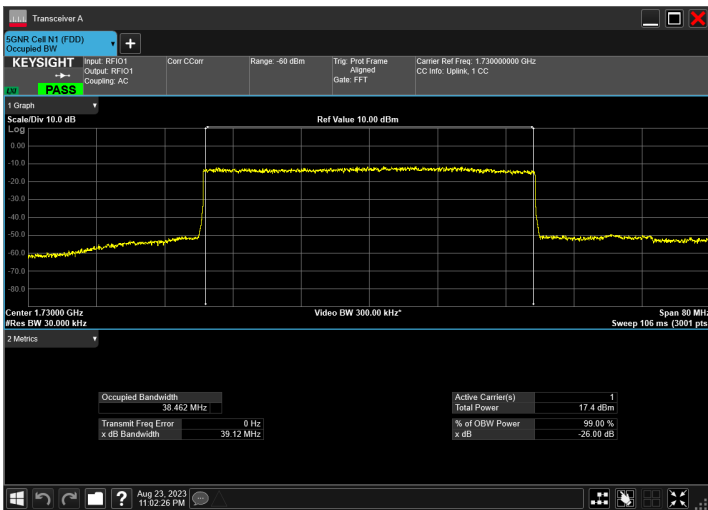 Transceiver A
5GNR Cell N1 (FDD)
Occupied BW
KEYSIGHT
PASS
Input: RFIO1
Output: RFIO1
Coupling: AC
Corr CCorr
Range: -60 dBm
Trig: Prot Frame
Aligned
Gate: FFT
Carrier Ref Freq: 1.730000000 GHz
CC Info: Uplink, 1 CC
1 Graph
Scale/Div 10.0 dB
Ref Value 10.00 dBm
Log
0.00
-10.0
-20.0
-30.0
-40.0
-50.0
-60.0
-70.0
-80.0
Center 1.73000 GHz
Video BW 300.00 kHz*
Span 80 MHz
#Res BW 30.000 kHz
Sweep 106 ms (3001 pts
2 Metrics
Occupied Bandwidth
38.462 MHz
Transmit Freq Error 0 Hz
x dB Bandwidth 39.12 MHz
Active Carrier(s) 1
Total Power 17.4 dBm
% of OBW Power 99.00 %
x dB -26.00 dB
Aug 23, 2023
11:02:26 PM